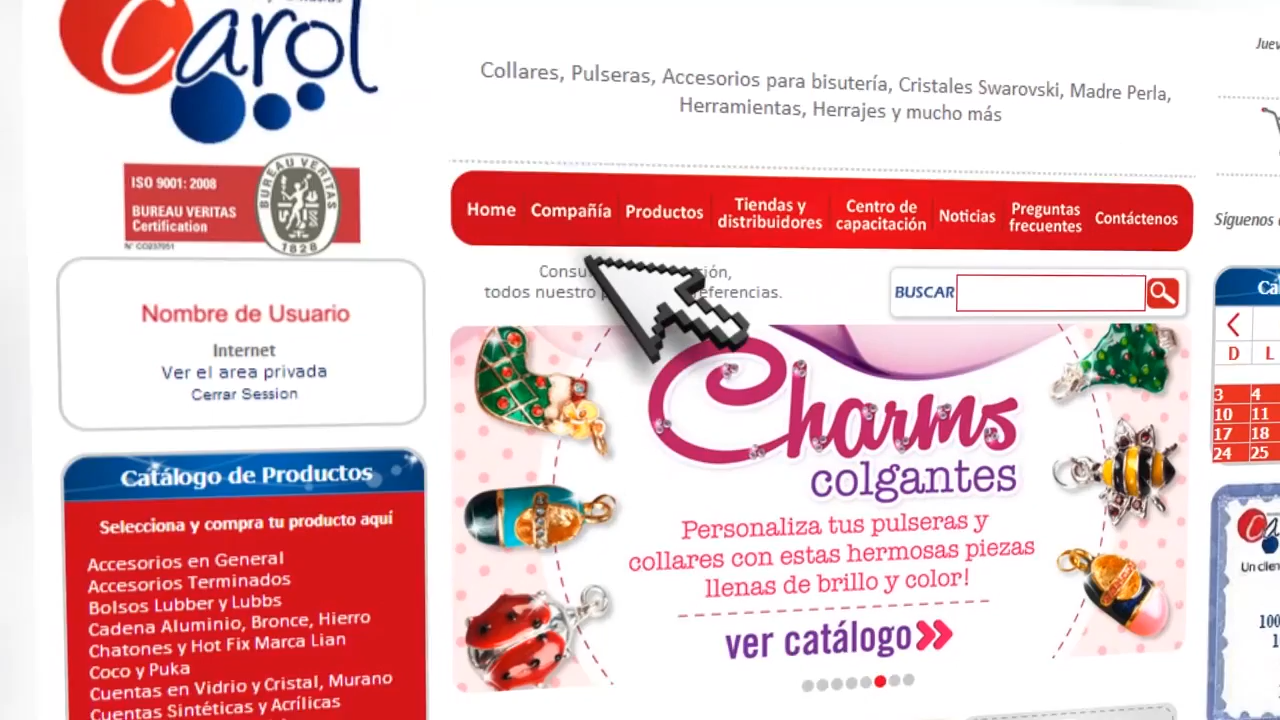 Carol
Collares, Pulseras, Accesorios para bisutería, Cristales Swarovski, Madre Perla,
Herramientas, Herrajes y mucho más
ISO 9001: 2008
BUREAU VERITAS
Certification
BUREAU VERITAS
1828
Home
Compañía
Productos
Tiendas y
distribuidores
Centro de
capacitación
Noticias
Preguntas
frecuentes
Contáctenos
Síguenos
todos nuestro
BUSCAR
Nombre de Usuario
Internet
Ver el area privada
Cerrar Session
Catálogo de Productos
Selecciona y compra tu producto aquí
Accesorios en General
Accesorios Terminados
Bolsos Lubber y Lubbs
Cadena Aluminio, Bronce, Hierro
Chatones y Hot Fix Marca Lian
Coco y Puka
Cuentas en Vidrio y Cristal, Murano
Cuentas Sintéticas y Acrílicas
Charms
colgantes
Personaliza tus pulseras y
collares con estas hermosas piezas
llenas de brillo y color!
ver catálogo
D L
3 4
10 11
17 18
24 25